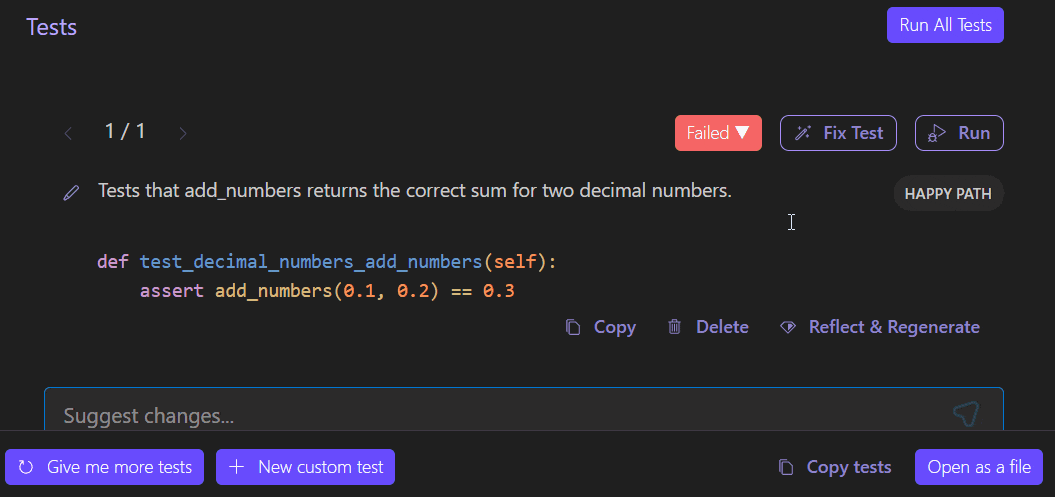 Tests
Run All Tests
1 / 1
Failed ▼
Fix Test
Run
Tests that add_numbers returns the correct sum for two decimal numbers.
HAPPY PATH
def test_decimal_numbers_add_numbers(self):
    assert add_numbers(0.1, 0.2) == 0.3
Copy
Delete
Reflect & Regenerate
Suggest changes...
Give me more tests
New custom test
Copy tests
Open as a file